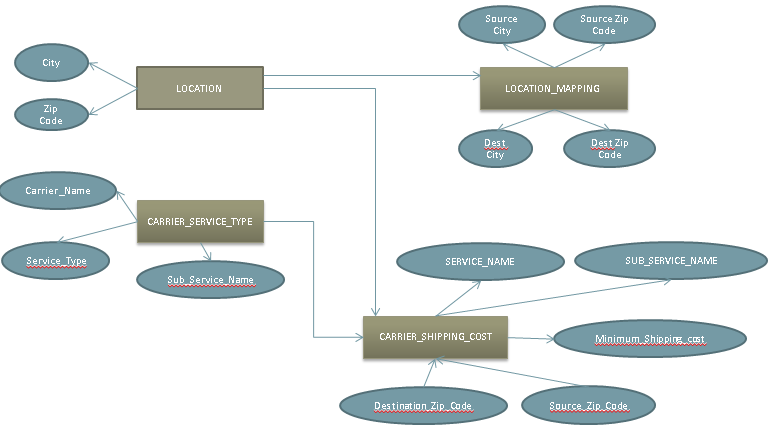 Source
City
Source Zip
Code
City
LOCATION
LOCATION_MAPPING
Zip
Code
Dest
City
Dest Zip
Code
Carrier_Name
CARRIER_SERVICE_TYPE
Service_Type
Sub_Service_Name
SERVICE_NAME
SUB_SERVICE_NAME
CARRIER_SHIPPING_COST
Minimum_Shipping_cost
Destination_Zip_Code
Source_Zip_Code